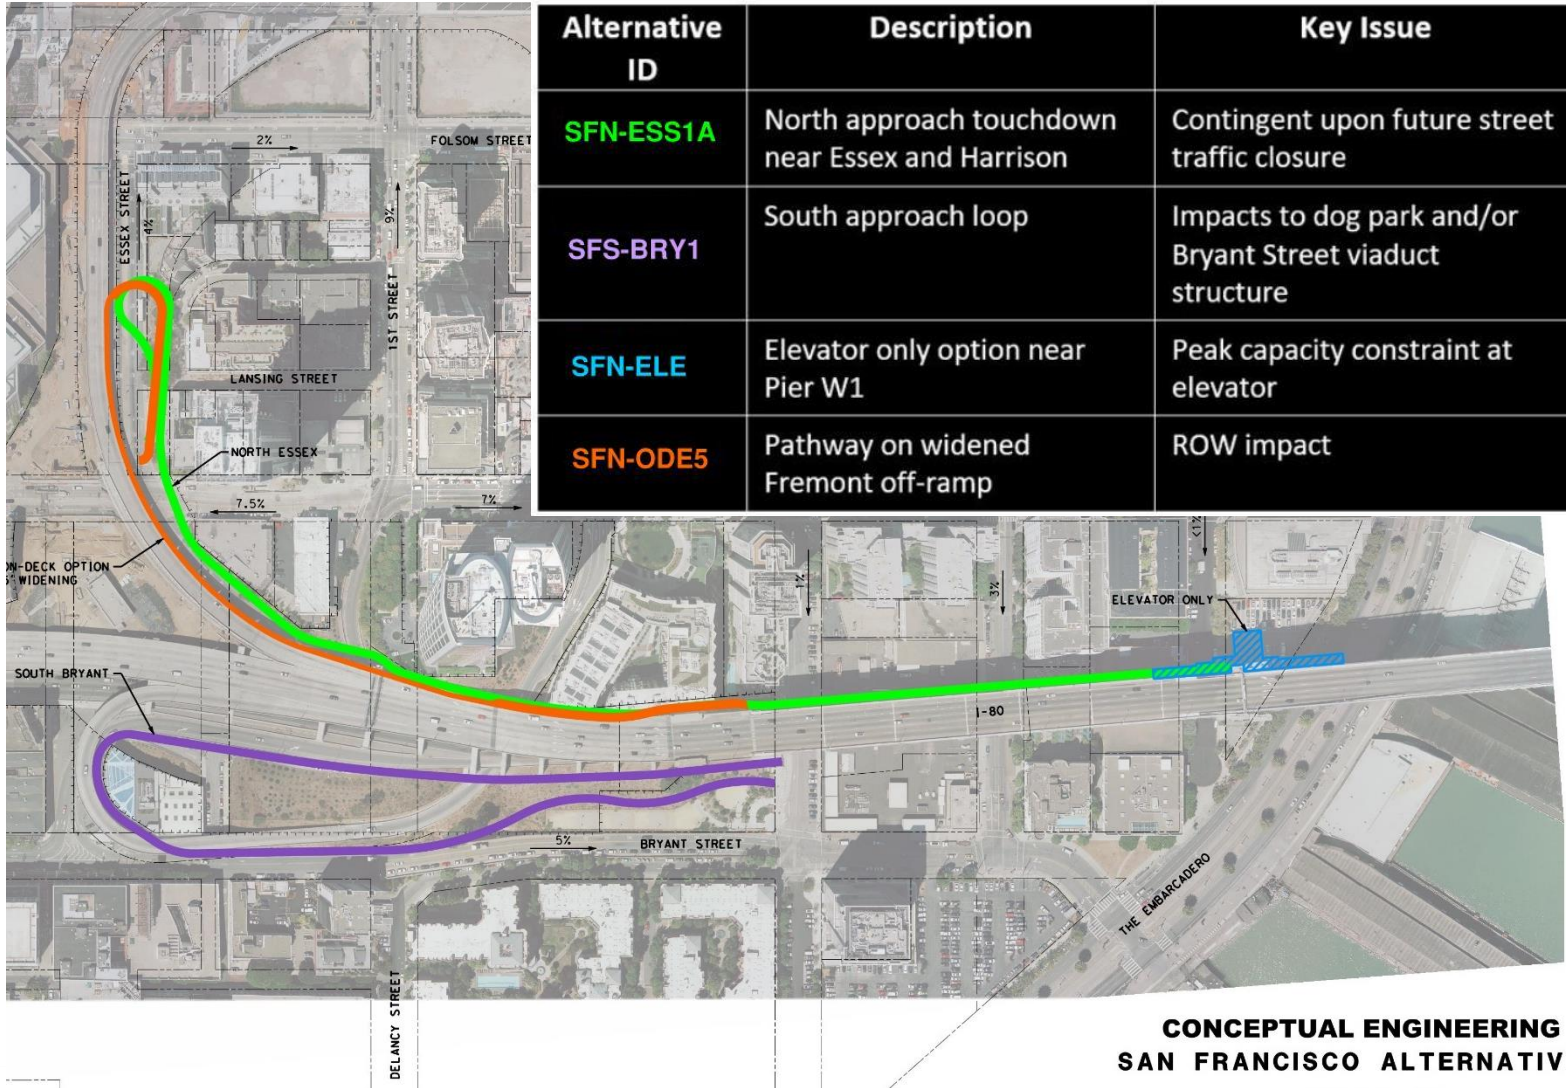 Alternative
ID
Description
Key Issue
SFN-ESS1A
North approach touchdown
near Essex and Harrison
Contingent upon future street
traffic closure
SFS-BRY1
South approach loop
Impacts to dog park and/or
Bryant Street viaduct
structure
SFN-ELE
Elevator only option near
Pier W1
Peak capacity constraint at
elevator
SFN-ODE5
Pathway on widened
Fremont off-ramp
ROW impact
2%
FOLSOM STREET
ESSEX STREET
4%
9%
1ST STREET
LANSING STREET
NORTH ESSEX
7.5%
7%
ON-DECK OPTION
5' WIDENING
1%
3%
<1%
ELEVATOR ONLY
SOUTH BRYANT
I-80
5%
BRYANT STREET
THE EMBARCADERO
DELANCY STREET
CONCEPTUAL ENGINEERING
SAN FRANCISCO ALTERNATIV